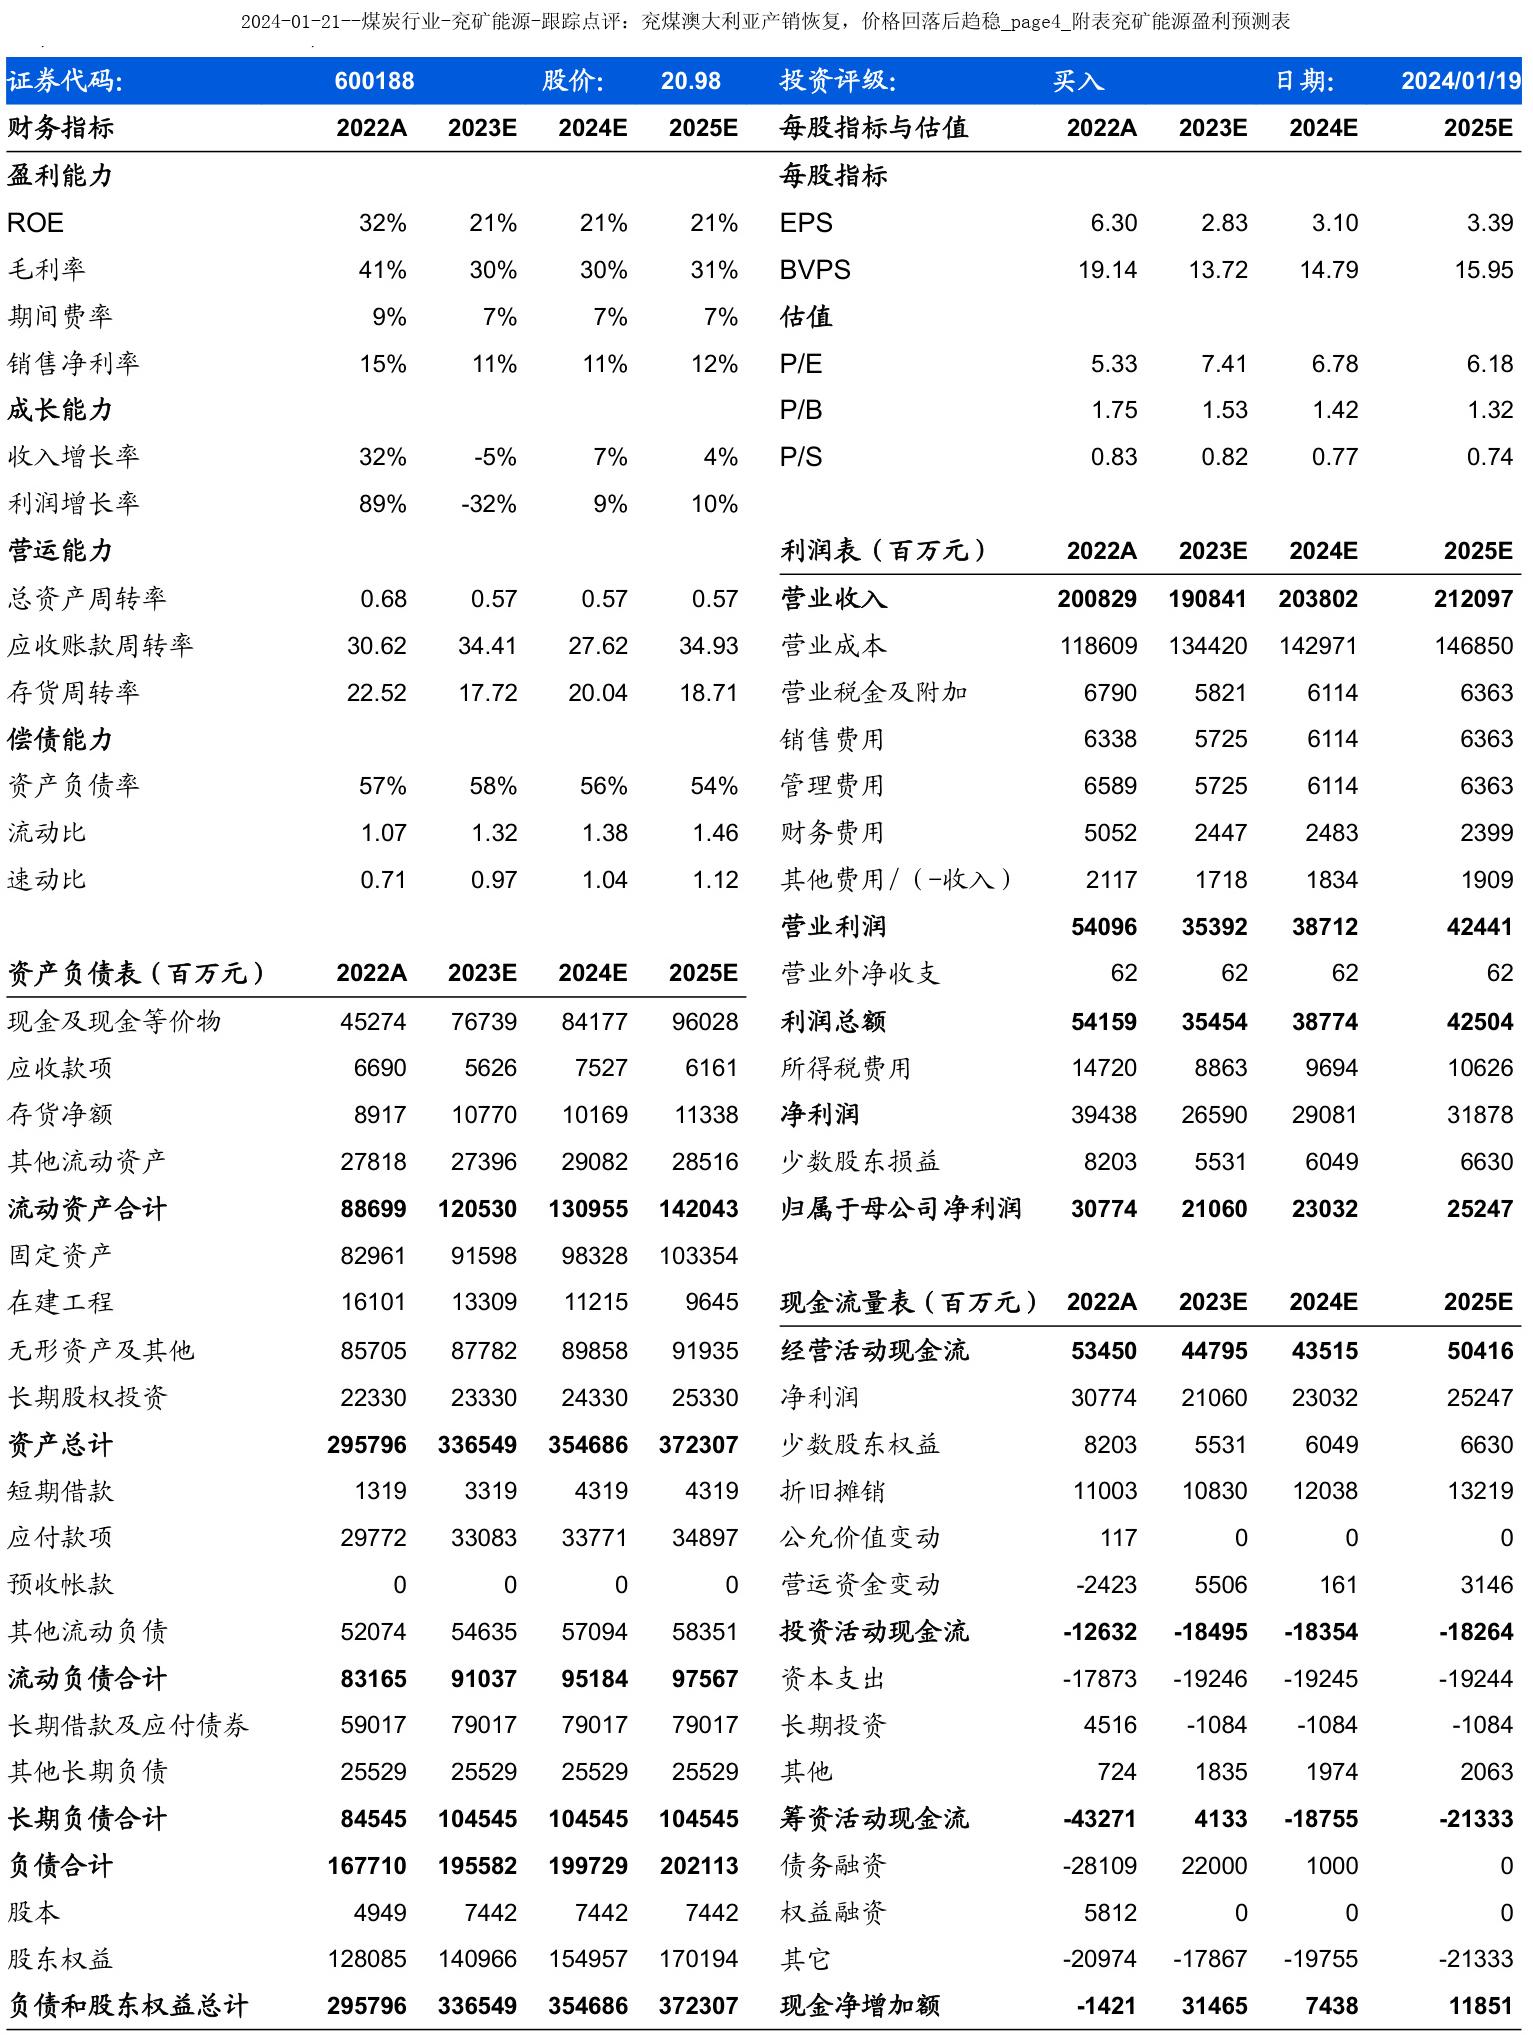 2024-01-21--煤炭行业-兖矿能源-跟踪点评：兖煤澳大利亚产销恢复，价格回落后趋稳_page4_附表兖矿能源盈利预测表
证券代码： 600188 股价： 20.98 投资评级： 买入 日期： 2024/01/19
财务指标 2022A 2023E 2024E 2025E 每股指标与估值 2022A 2023E 2024E 2025E
盈利能力 每股指标
ROE 32% 21% 21% 21% EPS 6.30 2.83 3.10 3.39
毛利率 41% 30% 30% 31% BVPS 19.14 13.72 14.79 15.95
期间费率 9% 7% 7% 7% 估值
销售净利率 15% 11% 11% 12% P/E 5.33 7.41 6.78 6.18
成长能力 P/B 1.75 1.53 1.42 1.32
收入增长率 32% -5% 7% 4% P/S 0.83 0.82 0.77 0.74
利润增长率 89% -32% 9% 10%
营运能力 利润表（百万元） 2022A 2023E 2024E 2025E
总资产周转率 0.68 0.57 0.57 0.57 营业收入 200829 190841 203802 212097
应收账款周转率 30.62 34.41 27.62 34.93 营业成本 118609 134420 142971 146850
存货周转率 22.52 17.72 20.04 18.71 营业税金及附加 6790 5821 6114 6363
偿债能力 销售费用 6338 5725 6114 6363
资产负债率 57% 58% 56% 54% 管理费用 6589 5725 6114 6363
流动比 1.07 1.32 1.38 1.46 财务费用 5052 2447 2483 2399
速动比 0.71 0.97 1.04 1.12 其他费用/（-收入） 2117 1718 1834 1909
营业利润 54096 35392 38712 42441
资产负债表（百万元） 2022A 2023E 2024E 2025E 营业外净收支 62 62 62 62
现金及现金等价物 45274 76739 84177 96028 利润总额 54159 35454 38774 42504
应收款项 6690 5626 7527 6161 所得税费用 14720 8863 9694 10626
存货净额 8917 10770 10169 11338 净利润 39438 26590 29081 31878
其他流动资产 27818 27396 29082 28516 少数股东损益 8203 5531 6049 6630
流动资产合计 88699 120530 130955 142043 归属于母公司净利润 30774 21060 23032 25247
固定资产 82961 91598 98328 103354
在建工程 16101 13309 11215 9645 现金流量表（百万元） 2022A 2023E 2024E 2025E
无形资产及其他 85705 87782 89858 91935 经营活动现金流 53450 44795 43515 50416
长期股权投资 22330 23330 24330 25330 净利润 30774 21060 23032 25247
资产总计 295796 336549 354686 372307 少数股东权益 8203 5531 6049 6630
短期借款 1319 3319 4319 4319 折旧摊销 11003 10830 12038 13219
应付款项 29772 33083 33771 34897 公允价值变动 117 0 0 0
预收帐款 0 0 0 0 营运资金变动 -2423 5506 161 3146
其他流动负债 52074 54635 57094 58351 投资活动现金流 -12632 -18495 -18354 -18264
流动负债合计 83165 91037 95184 97567 资本支出 -17873 -19246 -19245 -19244
长期借款及应付债券 59017 79017 79017 79017 长期投资 4516 -1084 -1084 -1084
其他长期负债 25529 25529 25529 25529 其他 724 1835 1974 2063
长期负债合计 84545 104545 104545 104545 筹资活动现金流 -43271 4133 -18755 -21333
负债合计 167710 195582 199729 202113 债务融资 -28109 22000 1000 0
股本 4949 7442 7442 7442 权益融资 5812 0 0 0
股东权益 128085 140966 154957 170194 其它 -20974 -17867 -19755 -21333
负债和股东权益总计 295796 336549 354686 372307 现金净增加额 -1421 31465 7438 11851